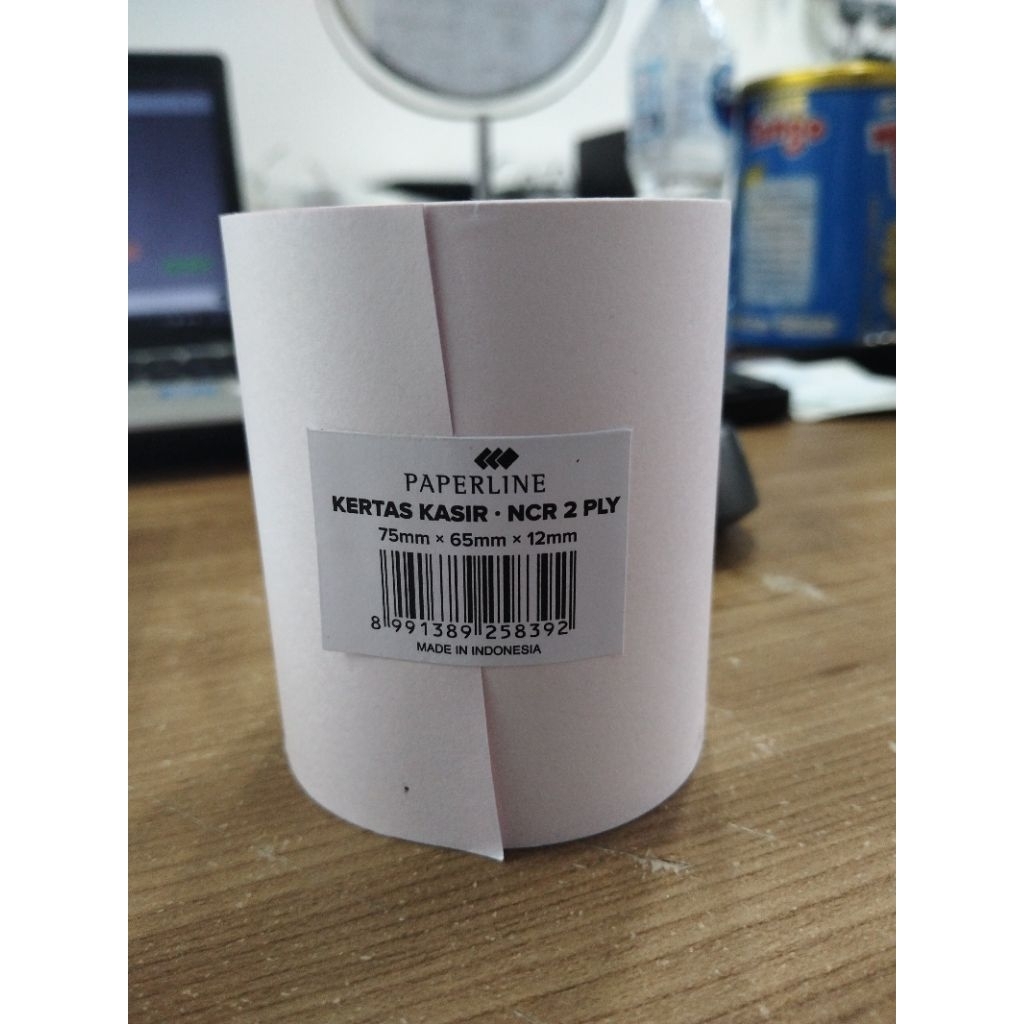 PAPERLINE
KERTAS KASIR · NCR 2 PLY
75mm × 65mm × 12mm
8 991389 258392
MADE IN INDONESIA